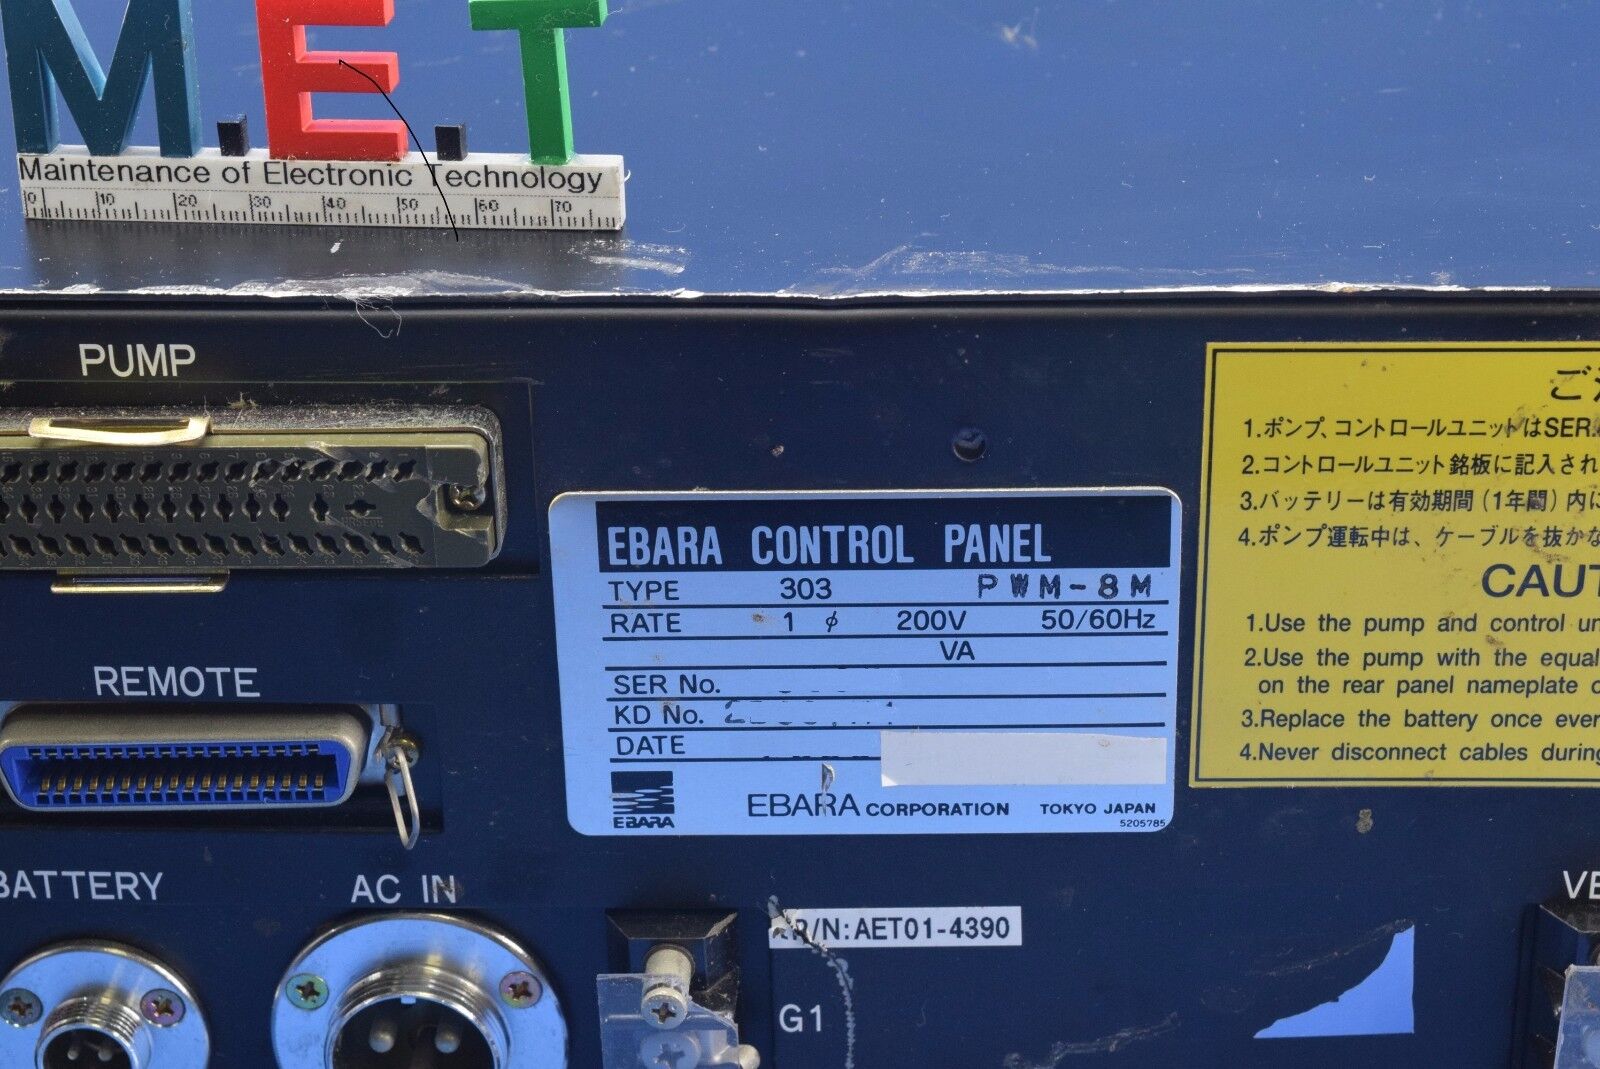 M.E.T
Maintenance of Electronic Technology
0 10 20 30 40 50 60 70
PUMP
REMOTE
BATTERY
AC IN
EBARA CONTROL PANEL
TYPE 303 PWM-8M
RATE 1 φ 200V 50/60Hz
VA
SER No.
KD No.
DATE
EBARA
EBARA CORPORATION TOKYO JAPAN
5205785
R/N:AET01-4390
G1
ご
1.ポンプ、コントロールユニットはSER.
2.コントロールユニット銘板に記入され
3.バッテリーは有効期間(1年間)内に
4.ポンプ運転中は、ケーブルを抜かな
CAUT
1.Use the pump and control un
2.Use the pump with the equal
on the rear panel nameplate
3.Replace the battery once ever
4.Never disconnect cables during
VE